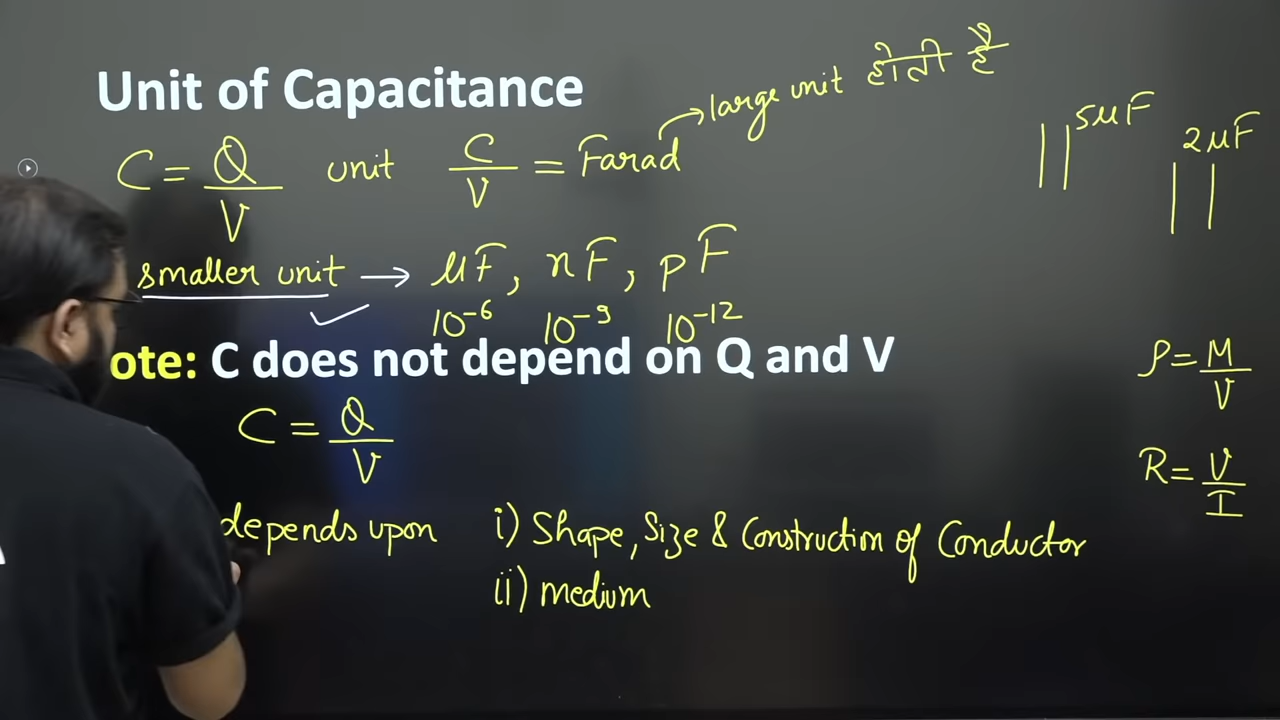 Unit of Capacitance
C = Q/V unit C/V = Farad → large unit होती है
5μF
2μF
smaller unit → μF, nF, pF
10⁻⁶ 10⁻⁹ 10⁻¹²
ote: C does not depend on Q and V
C = Q/V
ρ = M/V
R = V/I
depends upon i) Shape, Size & Construction of Conductor
ii) medium